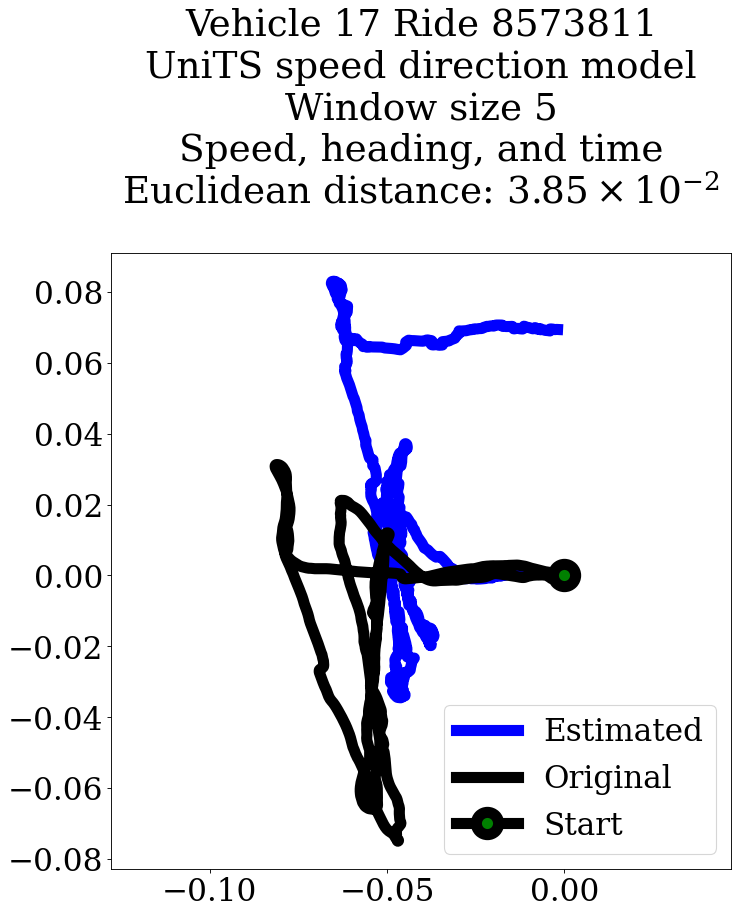 Vehicle 17 Ride 8573811
UniTS speed direction model
Window size 5
Speed, heading, and time
Euclidean distance: 3.85 × 10⁻²
0.08
0.06
0.04
0.02
0.00
−0.02
−0.04
−0.06
−0.08
Estimated
Original
Start
−0.10 −0.05 0.00